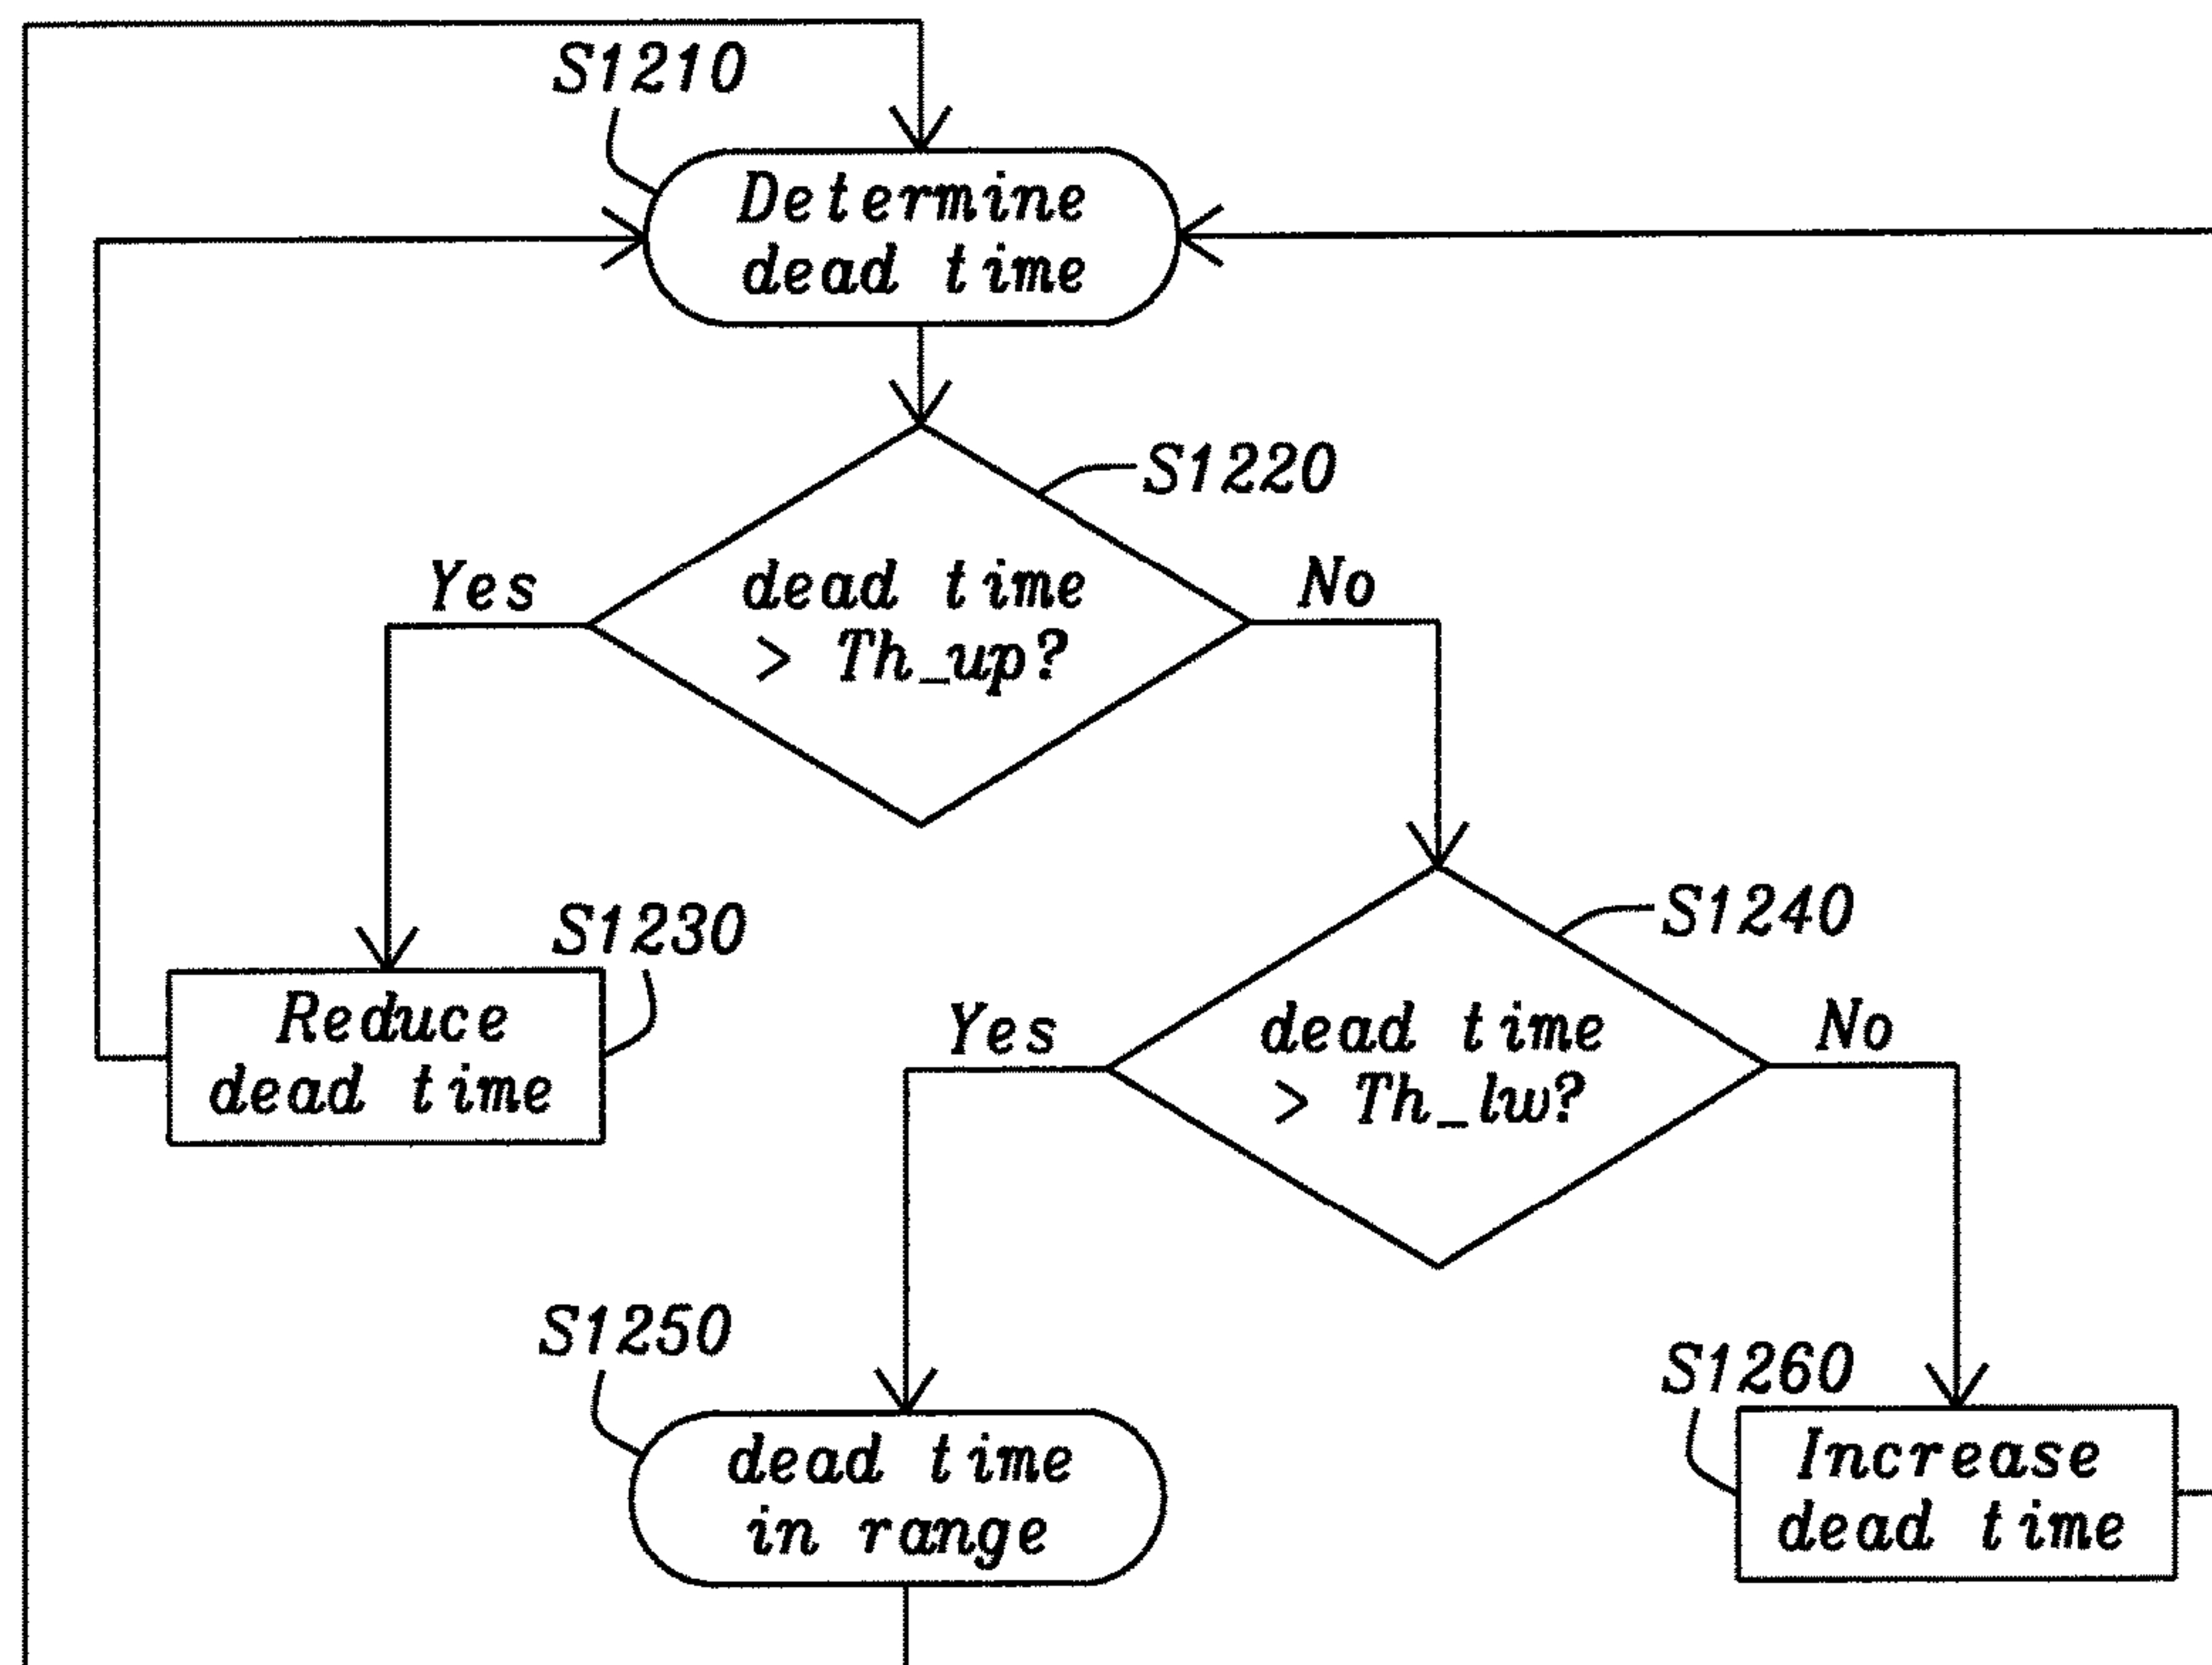 S1210
Determine
dead time
S1220
Yes
dead time
> Th_up?
No
S1230
Reduce
dead time
S1240
Yes
dead time
> Th_lw?
No
S1250
dead time
in range
S1260
Increase
dead time